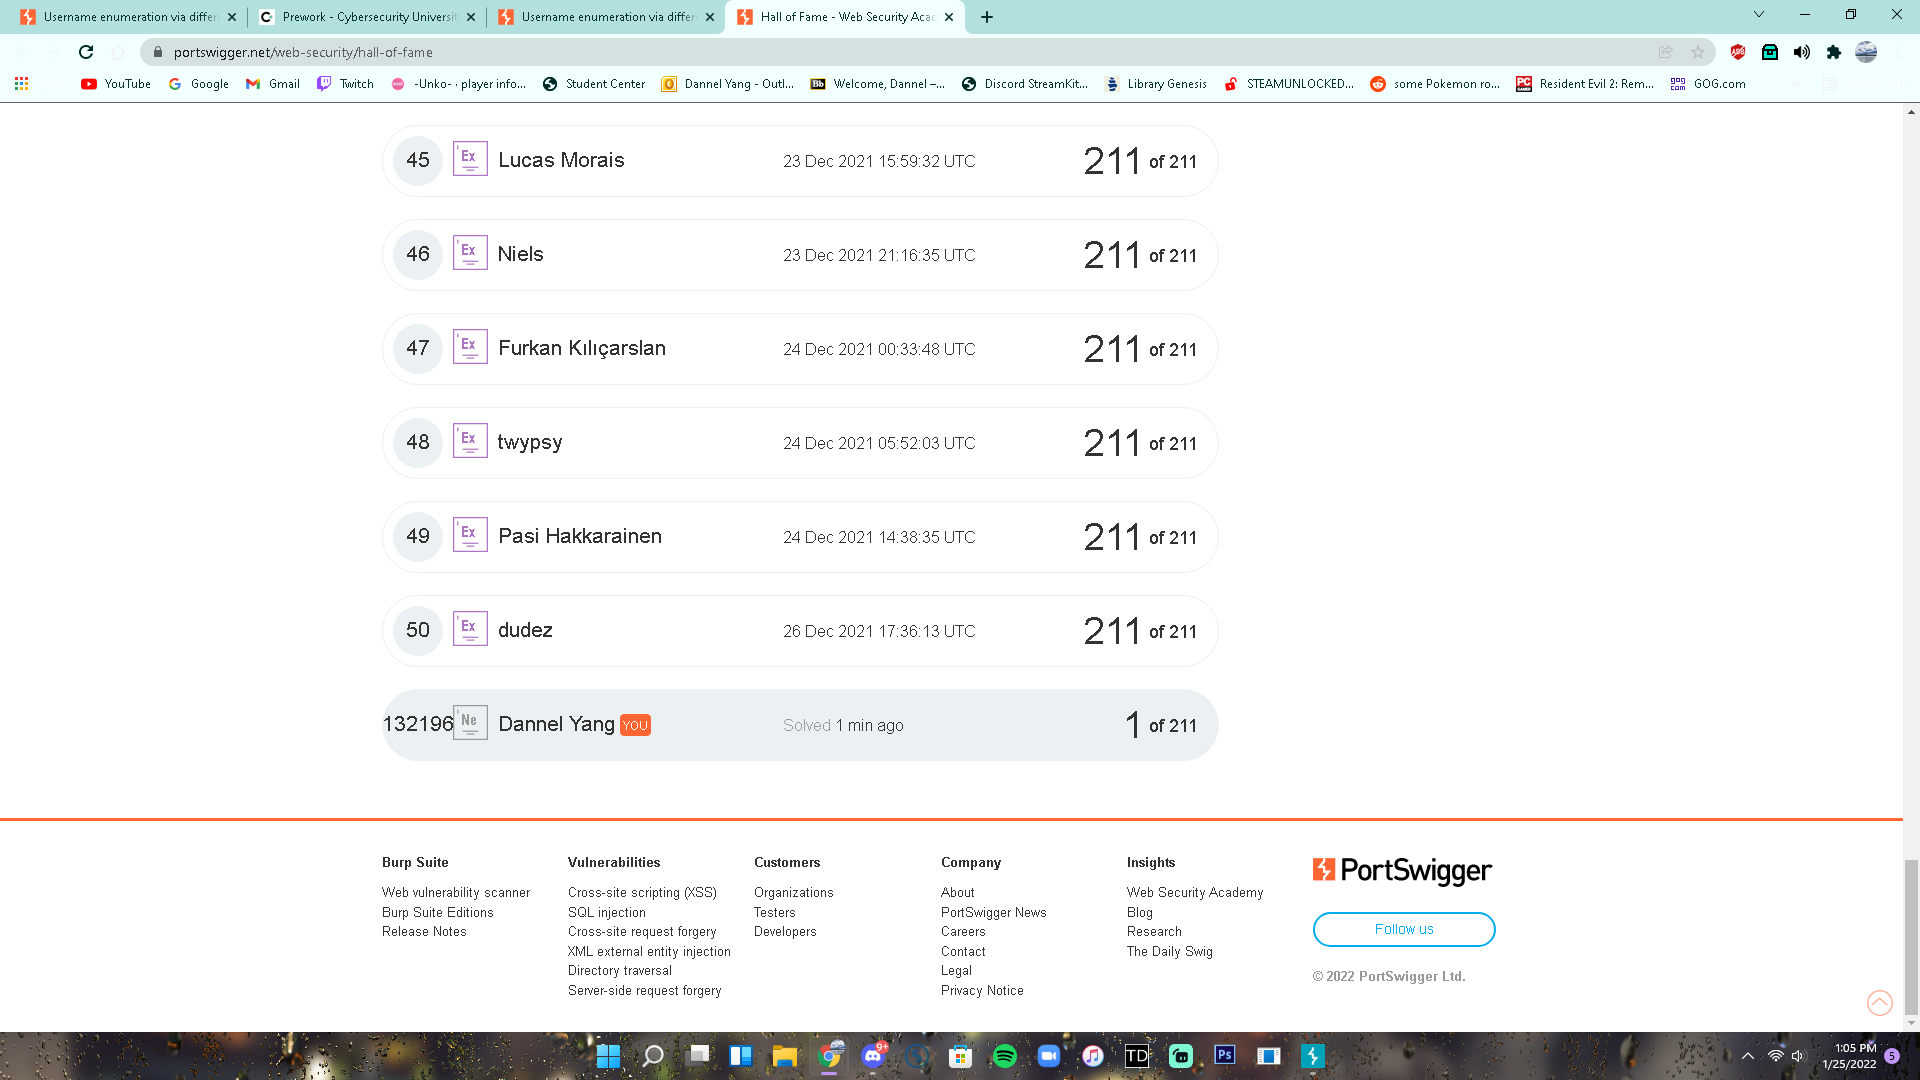 Username enumeration via differ
Prework - Cybersecurity Universit
Username enumeration via differ
Hall of Fame - Web Security Aca
portswigger.net/web-security/hall-of-fame
YouTube
Google
Gmail
Twitch
-Unko- · player info...
Student Center
Dannel Yang - Outl...
Bb Welcome, Dannel –...
Discord StreamKit...
Library Genesis
STEAMUNLOCKED...
some Pokemon ro...
PC GAMER Resident Evil 2: Rem...
GOG COM GOG.com
45 Ex Lucas Morais 23 Dec 2021 15:59:32 UTC 211 of 211
46 Ex Niels 23 Dec 2021 21:16:35 UTC 211 of 211
47 Ex Furkan Kılıçarslan 24 Dec 2021 00:33:48 UTC 211 of 211
48 Ex twypsy 24 Dec 2021 05:52:03 UTC 211 of 211
49 Ex Pasi Hakkarainen 24 Dec 2021 14:38:35 UTC 211 of 211
50 Ex dudez 26 Dec 2021 17:36:13 UTC 211 of 211
132196 Ne Dannel Yang YOU Solved 1 min ago 1 of 211
Burp Suite
Web vulnerability scanner
Burp Suite Editions
Release Notes
Vulnerabilities
Cross-site scripting (XSS)
SQL injection
Cross-site request forgery
XML external entity injection
Directory traversal
Server-side request forgery
Customers
Organizations
Testers
Developers
Company
About
PortSwigger News
Careers
Contact
Legal
Privacy Notice
Insights
Web Security Academy
Blog
Research
The Daily Swig
PortSwigger
Follow us
© 2022 PortSwigger Ltd.
9+
TD
Ps
1:05 PM
1/25/2022
5